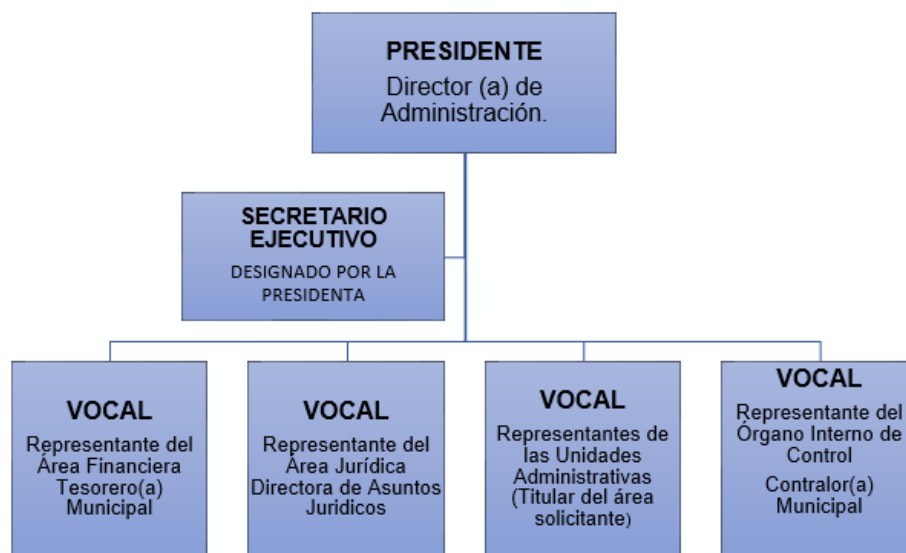 PRESIDENTE
Director (a) de
Administración.
SECRETARIO
EJECUTIVO
DESIGNADO POR LA
PRESIDENTA
VOCAL
Representante del
Área Financiera
Tesorero(a)
Municipal
VOCAL
Representante del
Área Jurídica
Directora de Asuntos
Juridicos
VOCAL
Representantes de
las Unidades
Administrativas
(Titular del área
solicitante)
VOCAL
Representante del
Órgano Interno de
Control
Contralor(a)
Municipal